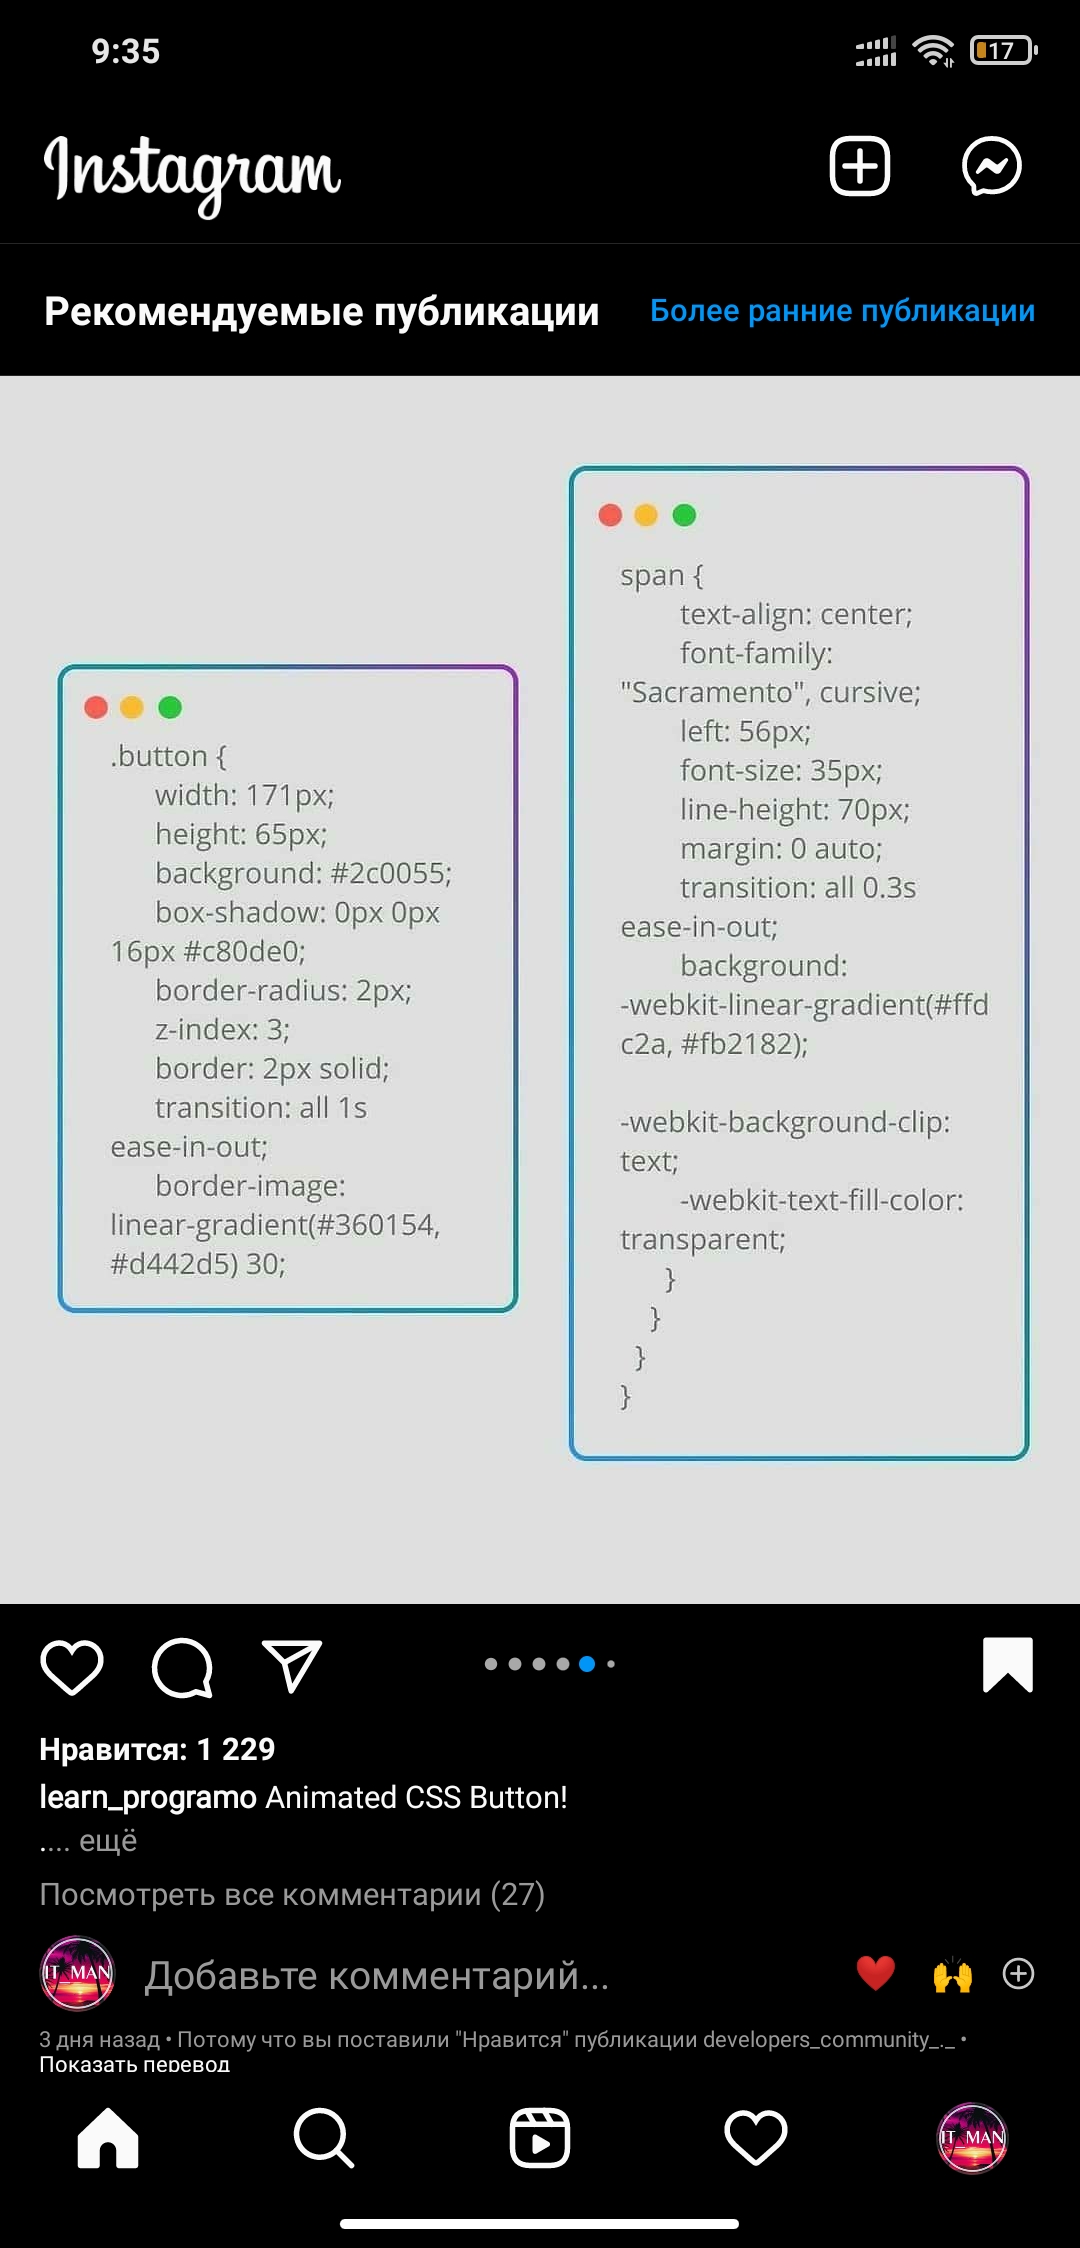 9:35
17
Instagram
Рекомендуемые публикации
Более ранние публикации
.button {
width: 171px;
height: 65px;
background: #2c0055;
box-shadow: 0px 0px
16px #c80de0;
border-radius: 2px;
z-index: 3;
border: 2px solid;
transition: all 1s
ease-in-out;
border-image:
linear-gradient(#360154,
#d442d5) 30;
span {
text-align: center;
font-family:
"Sacramento", cursive;
left: 56px;
font-size: 35px;
line-height: 70px;
margin: 0 auto;
transition: all 0.3s
ease-in-out;
background:
-webkit-linear-gradient(#ffd
c2a, #fb2182);
-webkit-background-clip:
text;
-webkit-text-fill-color:
transparent;
}
}
}
}
Нравится: 1 229
learn_programo Animated CSS Button!
.... ещё
Посмотреть все комментарии (27)
IT_MAN
Добавьте комментарий...
3 дня назад • Потому что вы поставили "Нравится" публикации developers_community_._ •
Показать перевод
IT_MAN